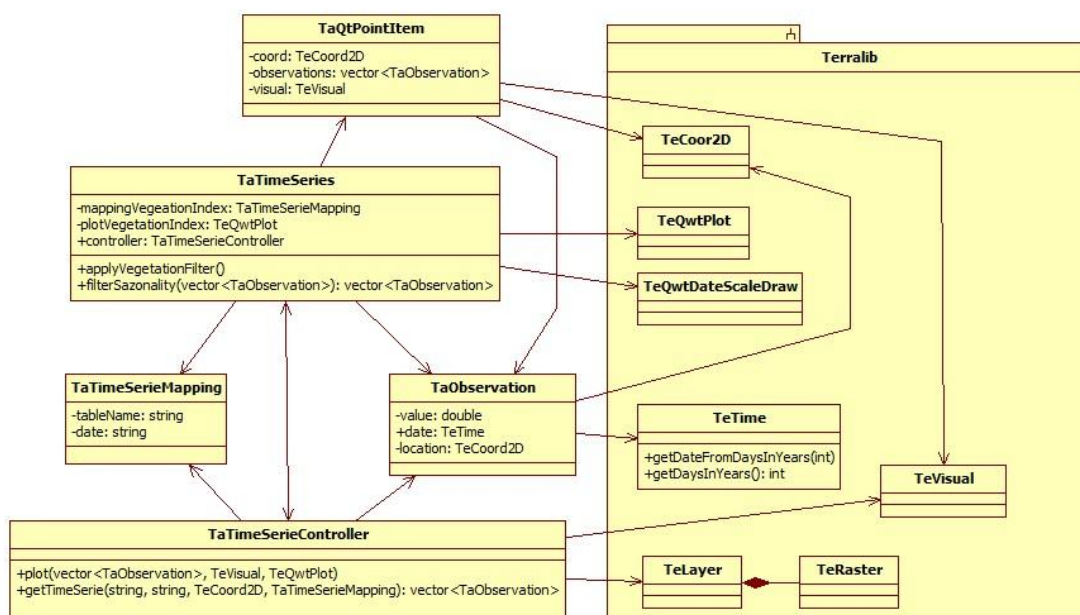 TaQtPointItem
-coord: TeCoord2D
-observations: vector<TaObservation>
-visual: TeVisual
Terralib
TeCoor2D
TaTimeSeries
-mappingVegeationIndex: TaTimeSerieMapping
-plotVegetationIndex: TeQwtPlot
+controller: TaTimeSerieController
+applyVegetationFilter()
+filterSazonality(vector<TaObservation>): vector<TaObservation>
TeQwtPlot
TeQwtDateScaleDraw
TaTimeSerieMapping
-tableName: string
-date: string
TaObservation
-value: double
+date: TeTime
-location: TeCoord2D
TeTime
+getDateFromDaysInYears(int)
+getDaysInYears(): int
TeVisual
TaTimeSerieController
+plot(vector<TaObservation>, TeVisual, TeQwtPlot)
+getTimeSerie(string, string, TeCoord2D, TaTimeSerieMapping): vector<TaObservation>
TeLayer
TeRaster